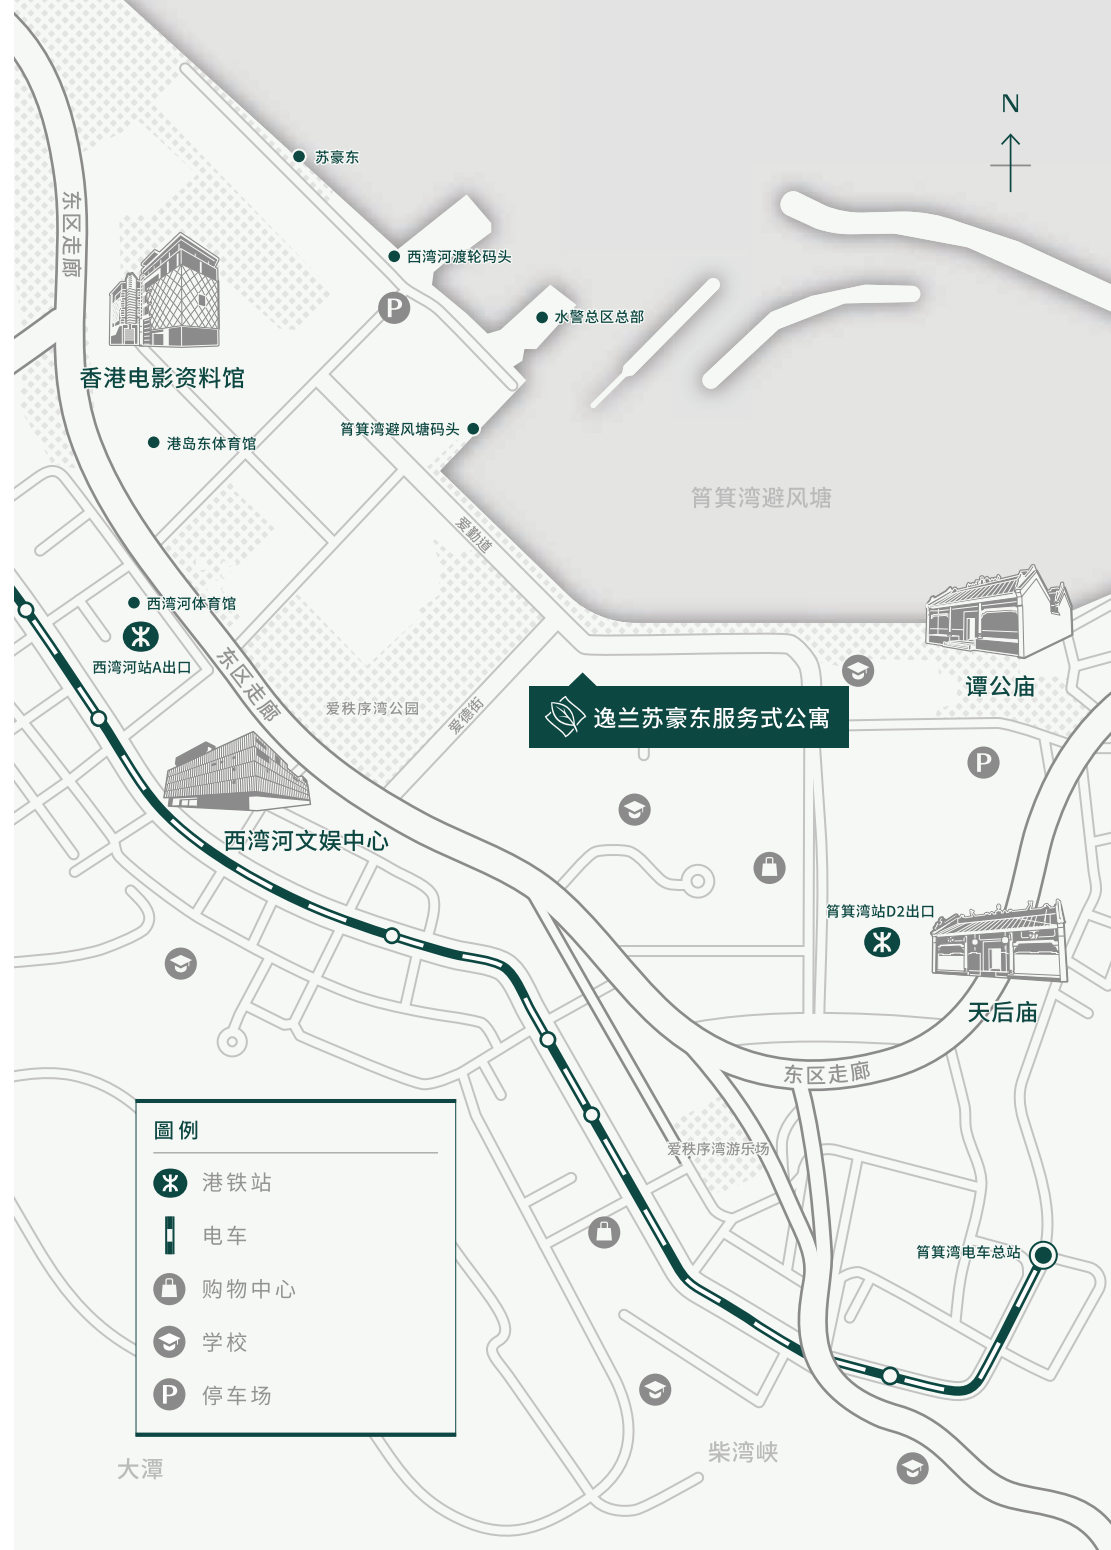 N
苏豪东
东区走廊
西湾河渡轮码头
P
水警总区总部
香港电影资料馆
港岛东体育馆
筲箕湾避风塘码头
筲箕湾避风塘
爱勤道
西湾河体育馆
西湾河站A出口
东区走廊
谭公庙
爱秩序湾公园
爱德街
逸兰苏豪东服务式公寓
P
西湾河文娱中心
筲箕湾站D2出口
天后庙
东区走廊
爱秩序湾游乐场
筲箕湾电车总站
圖例
港铁站
电车
购物中心
学校
P 停车场
大潭
柴湾峡